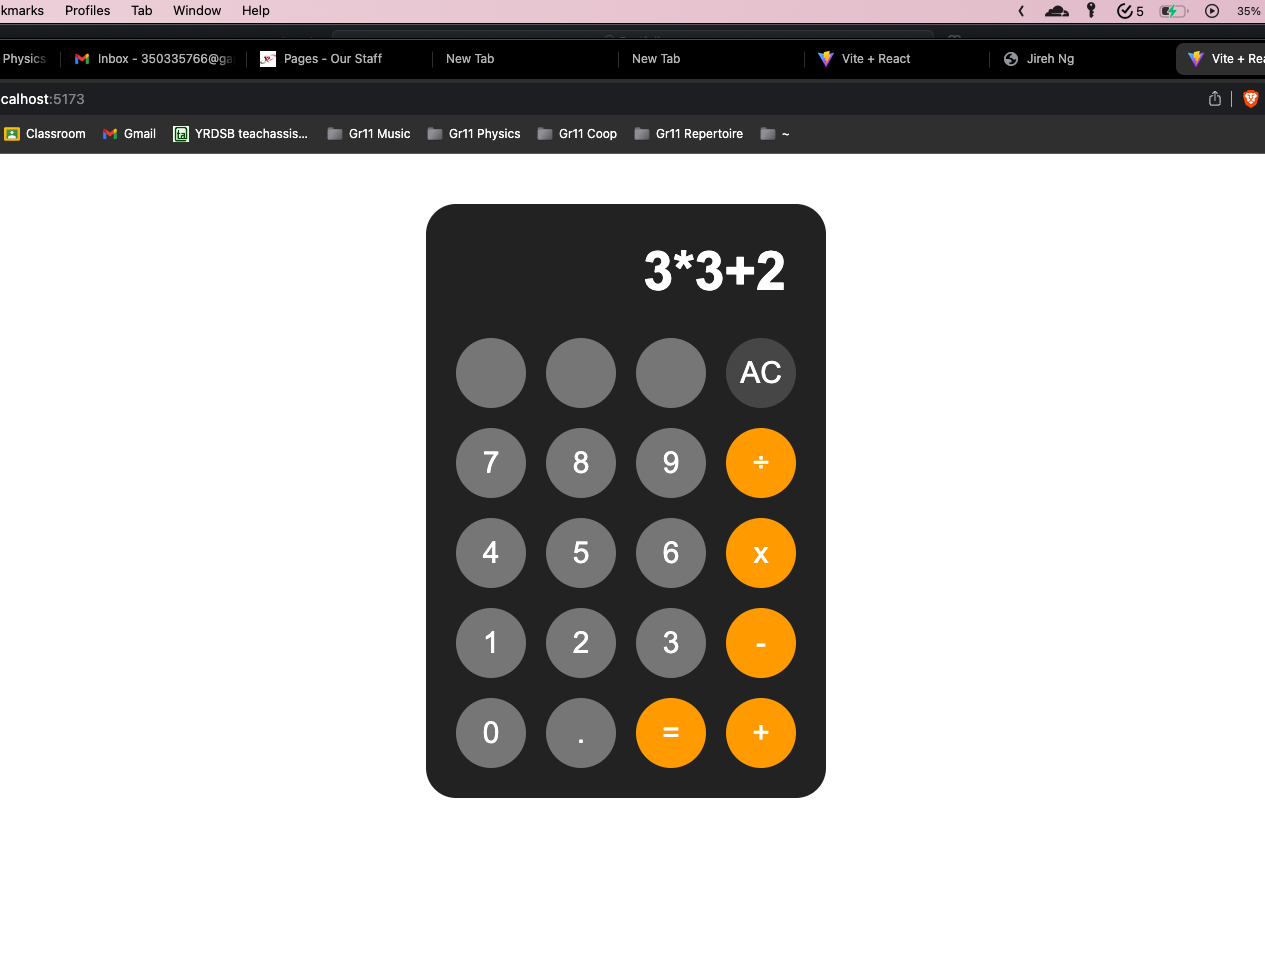 kmarks Profiles Tab Window Help 5 35%
Physics Inbox - 350335766@ga Pages - Our Staff New Tab New Tab Vite + React Jireh Ng Vite + Rea
calhost:5173
Classroom Gmail YRDSB teachassis... Gr11 Music Gr11 Physics Gr11 Coop Gr11 Repertoire ~
3*3+2
AC
7 8 9 ÷
4 5 6 x
1 2 3 -
0 . = +